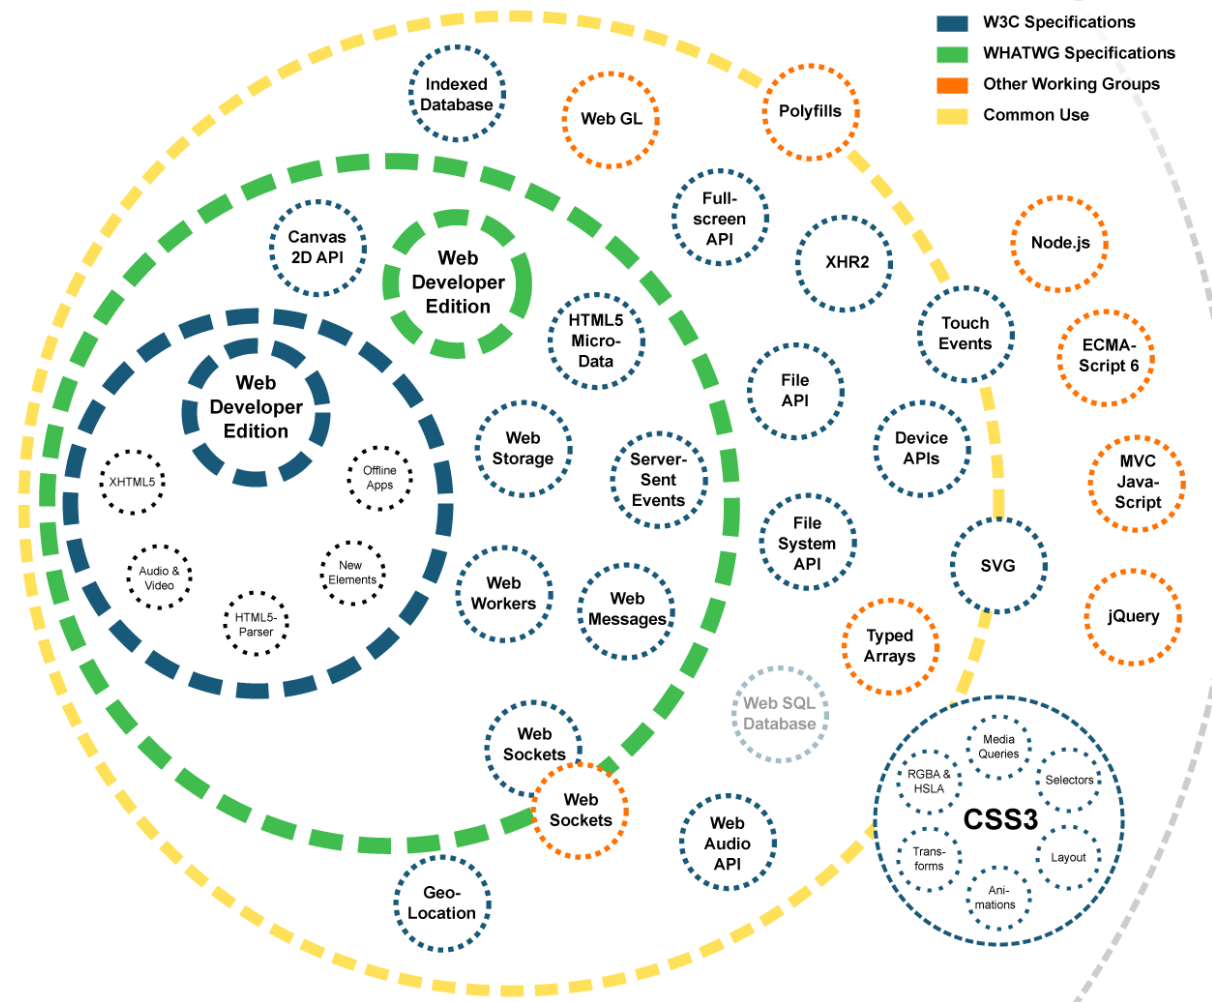 W3C Specifications
WHATWG Specifications
Other Working Groups
Common Use
Indexed
Database
Web GL
Polyfills
Full-
screen
API
XHR2
Node.js
Canvas
2D API
Web
Developer
Edition
HTML5
Micro-
Data
Touch
Events
ECMA-
Script 6
File
API
Web
Developer
Edition
Web
Storage
Server-
Sent
Events
Device
APIs
MVC
Java-
Script
XHTML5
Offline
Apps
File
System
API
SVG
Audio &
Video
New
Elements
HTML5-
Parser
Web
Workers
Web
Messages
Typed
Arrays
jQuery
Web SQL
Database
Web
Sockets
Web
Sockets
Web
Audio
API
Geo-
Location
Media
Queries
RGBA &
HSLA
Selectors
CSS3
Trans-
forms
Layout
Ani-
mations